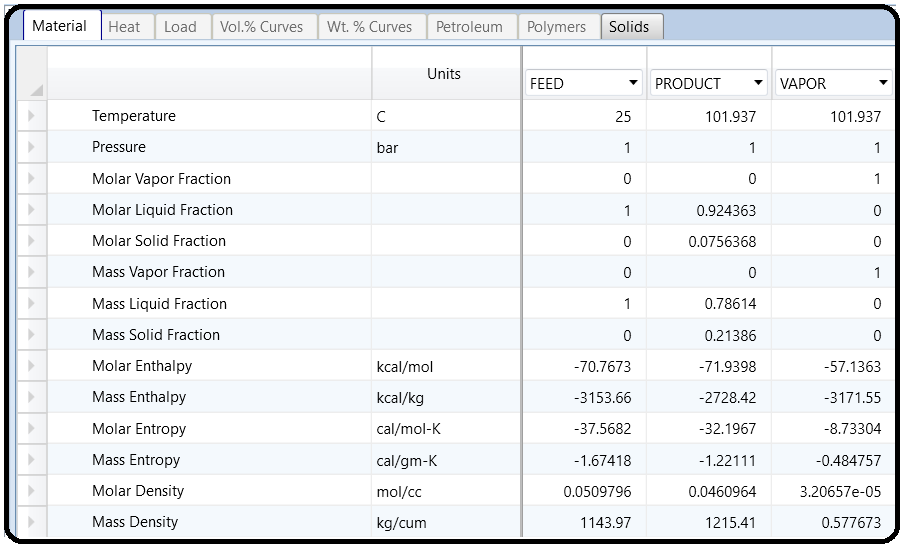 Material Heat Load Vol.% Curves Wt. % Curves Petroleum Polymers Solids
Units FEED PRODUCT VAPOR
Temperature C 25 101.937 101.937
Pressure bar 1 1 1
Molar Vapor Fraction 0 0 1
Molar Liquid Fraction 1 0.924363 0
Molar Solid Fraction 0 0.0756368 0
Mass Vapor Fraction 0 0 1
Mass Liquid Fraction 1 0.78614 0
Mass Solid Fraction 0 0.21386 0
Molar Enthalpy kcal/mol -70.7673 -71.9398 -57.1363
Mass Enthalpy kcal/kg -3153.66 -2728.42 -3171.55
Molar Entropy cal/mol-K -37.5682 -32.1967 -8.73304
Mass Entropy cal/gm-K -1.67418 -1.22111 -0.484757
Molar Density mol/cc 0.0509796 0.0460964 3.20657e-05
Mass Density kg/cum 1143.97 1215.41 0.577673